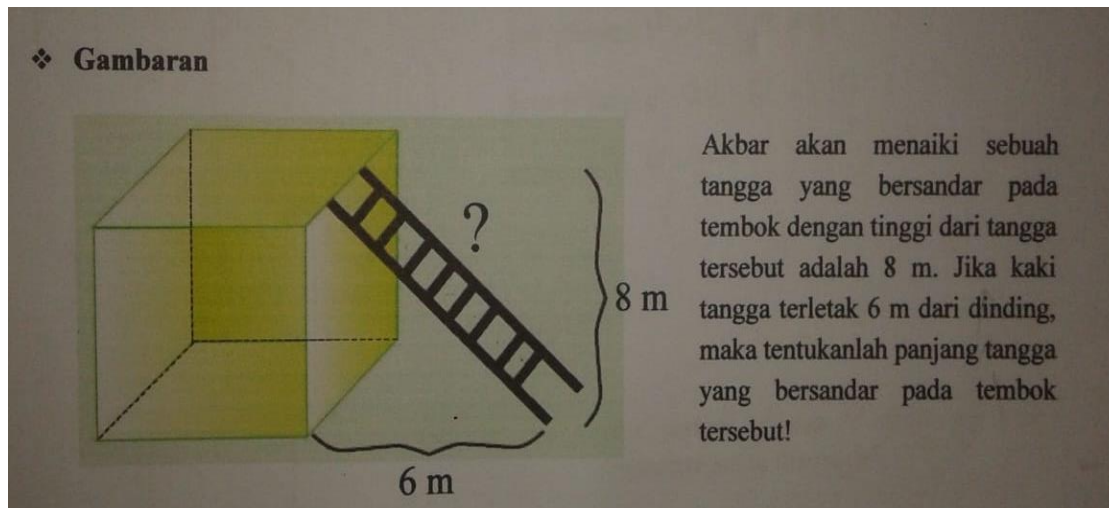 ❖ Gambaran
?
8 m
6 m
Akbar akan menaiki sebuah
tangga yang bersandar pada
tembok dengan tinggi dari tangga
tersebut adalah 8 m. Jika kaki
tangga terletak 6 m dari dinding,
maka tentukanlah panjang tangga
yang bersandar pada tembok
tersebut!